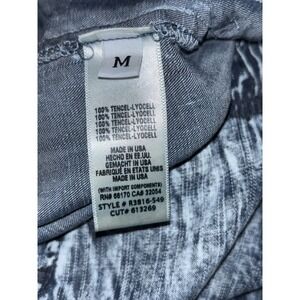 M
100% TENCEL-LYOCELL
100% TENCEL-LYOCELL
100% TENCEL-LYOCELL
100% TENCEL-LYOCELL
100% TENCEL-LYOCELL
MADE IN USA
HECHO EN EE.UU.
GEMACHT IN USA
FABRIQUÉ EN ETATS UNIS
MADE IN USA
(WITH IMPORT COMPONENTS)
RN# 66170 CA# 32054
STYLE # R3816-549
CUT# 613269